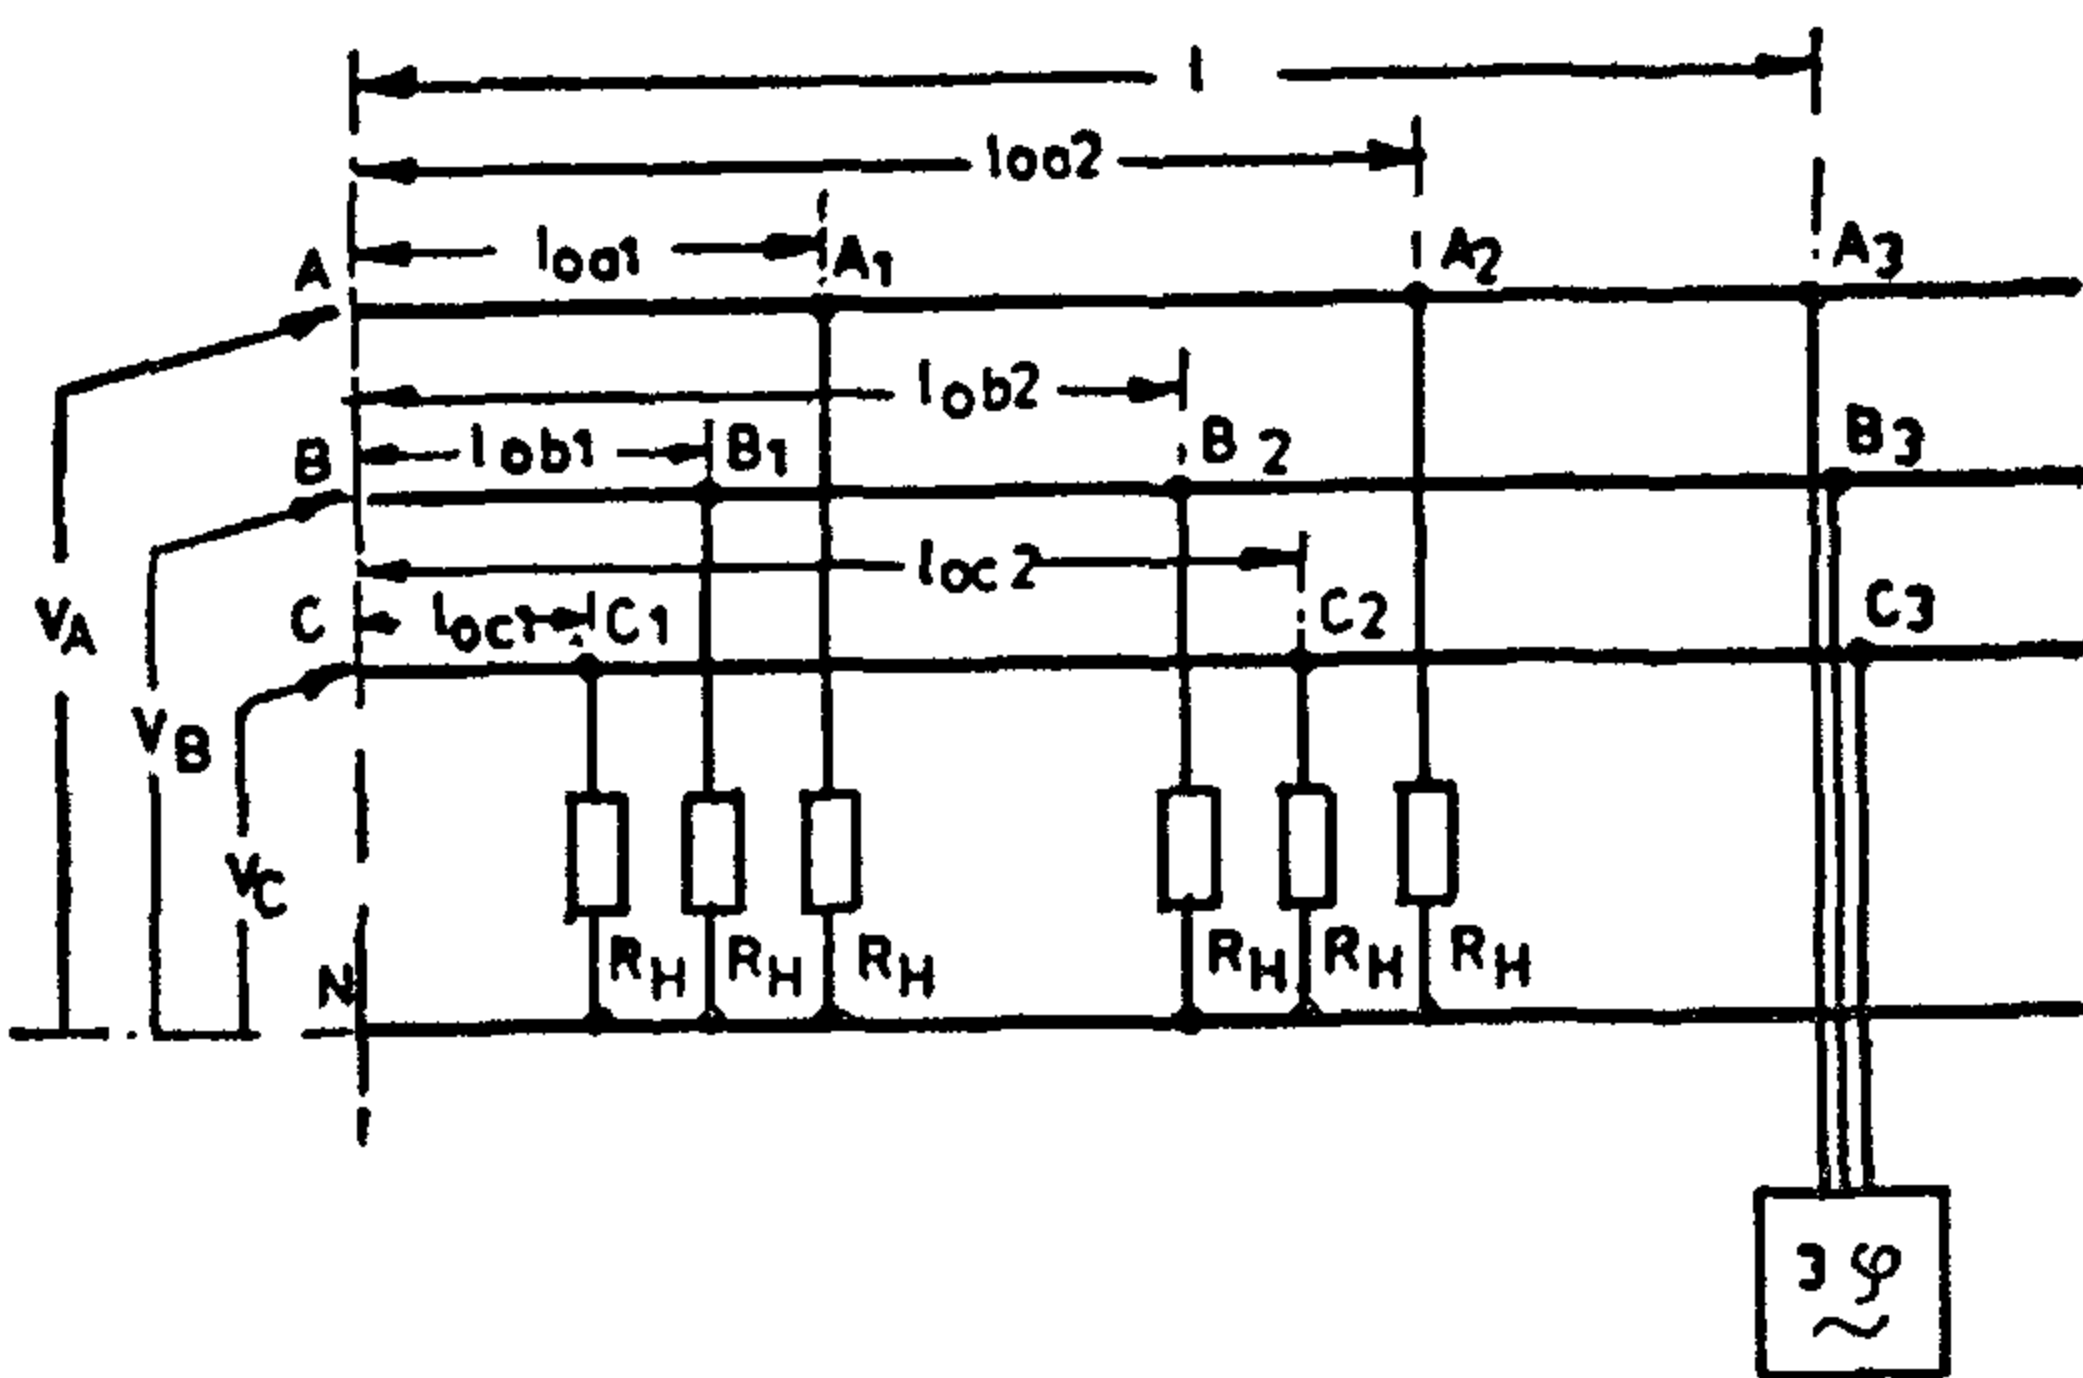 l
loa2
A loa1 A1 A2 A3
lob2
B lob1 B1 B2 B3
loc2
C loc1 C1 C2 C3
VA
VB
VC
N RH RH RH RH RH RH
3φ
~